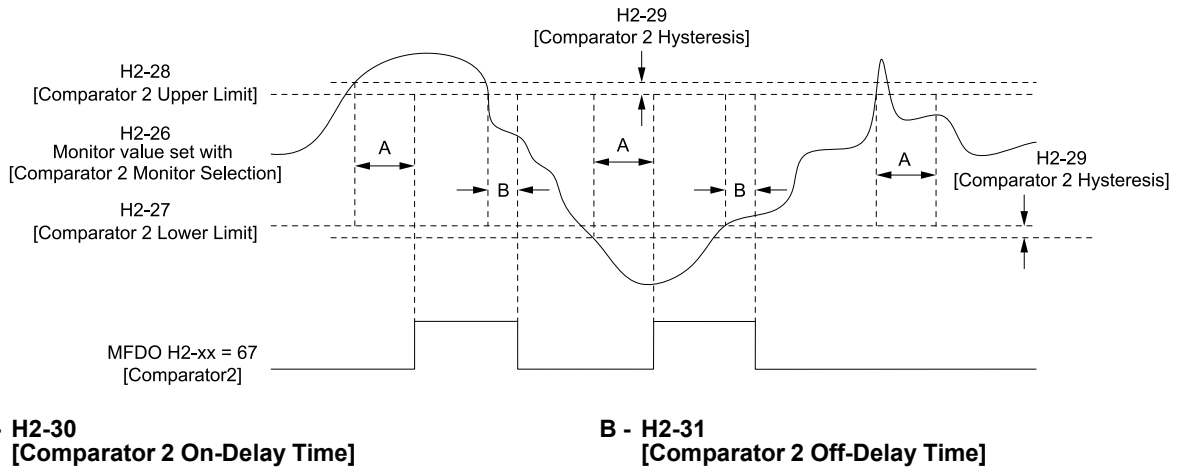 H2-29
[Comparator 2 Hysteresis]
H2-28
[Comparator 2 Upper Limit]
H2-26
Monitor value set with
[Comparator 2 Monitor Selection]
A
A
A
H2-29
[Comparator 2 Hysteresis]
B
B
H2-27
[Comparator 2 Lower Limit]
MFDO H2-xx = 67
[Comparator2]
- H2-30
[Comparator 2 On-Delay Time]
B - H2-31
[Comparator 2 Off-Delay Time]